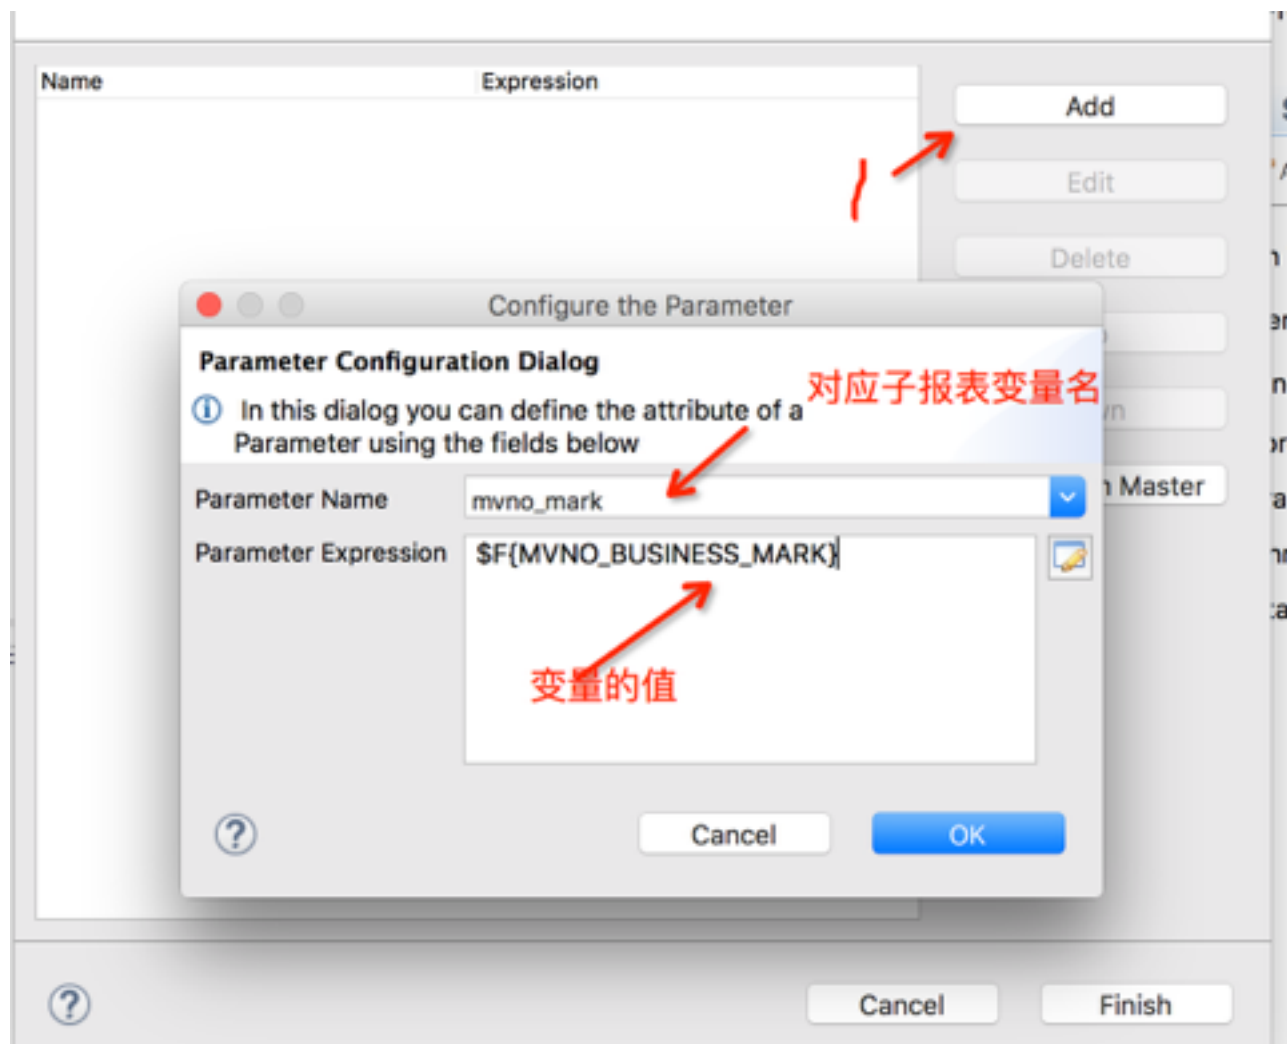 Name Expression
Add
Edit
Delete
Configure the Parameter
Parameter Configuration Dialog
对应子报表变量名
In this dialog you can define the attribute of a
Parameter using the fields below
Master
Parameter Name mvno_mark
Parameter Expression $F{MVNO_BUSINESS_MARK}
变量的值
Cancel OK
Cancel Finish